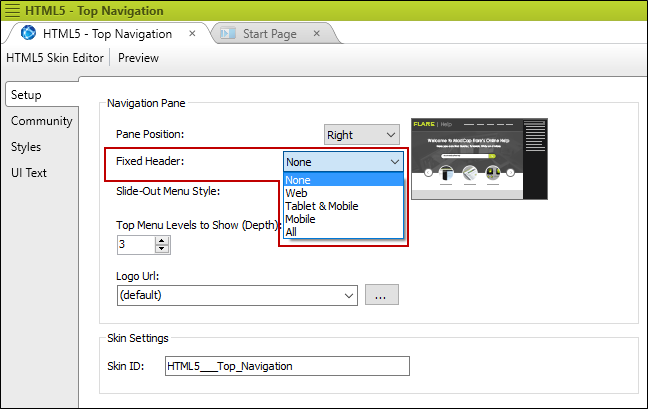 HTML5 - Top Navigation
HTML5 - Top Navigation
Start Page
HTML5 Skin Editor Preview
Setup
Community
Styles
UI Text
Navigation Pane
Pane Position: Right
Fixed Header: None
None
Web
Tablet & Mobile
Mobile
All
Slide-Out Menu Style:
Top Menu Levels to Show (Depth):
3
Logo Url:
(default) ...
FLARE | Help
Welcome To MadCap Flare's Online Help
Skin Settings
Skin ID: HTML5___Top_Navigation